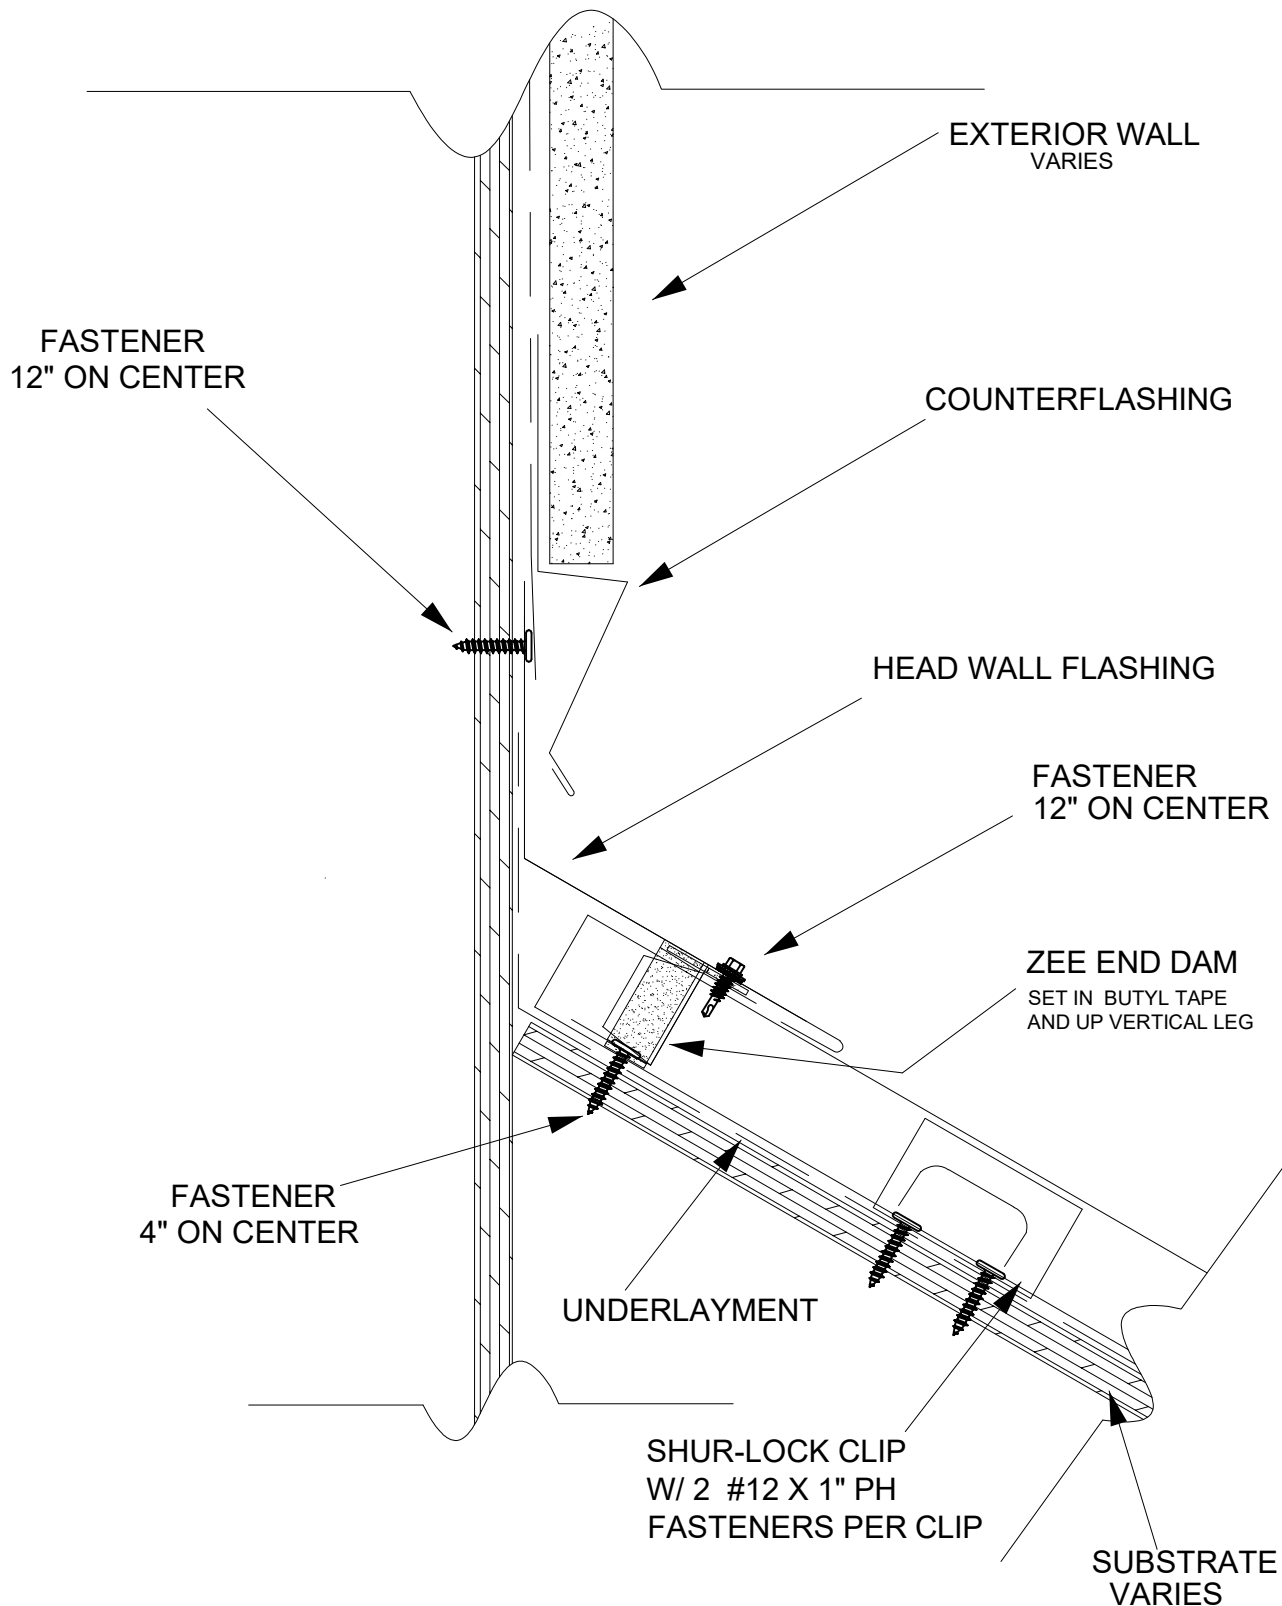 EXTERIOR WALL
VARIES
FASTENER
12" ON CENTER
COUNTERFLASHING
HEAD WALL FLASHING
FASTENER
12" ON CENTER
ZEE END DAM
SET IN BUTYL TAPE
AND UP VERTICAL LEG
FASTENER
4" ON CENTER
UNDERLAYMENT
SHUR-LOCK CLIP
W/ 2 #12 X 1" PH
FASTENERS PER CLIP
SUBSTRATE
VARIES